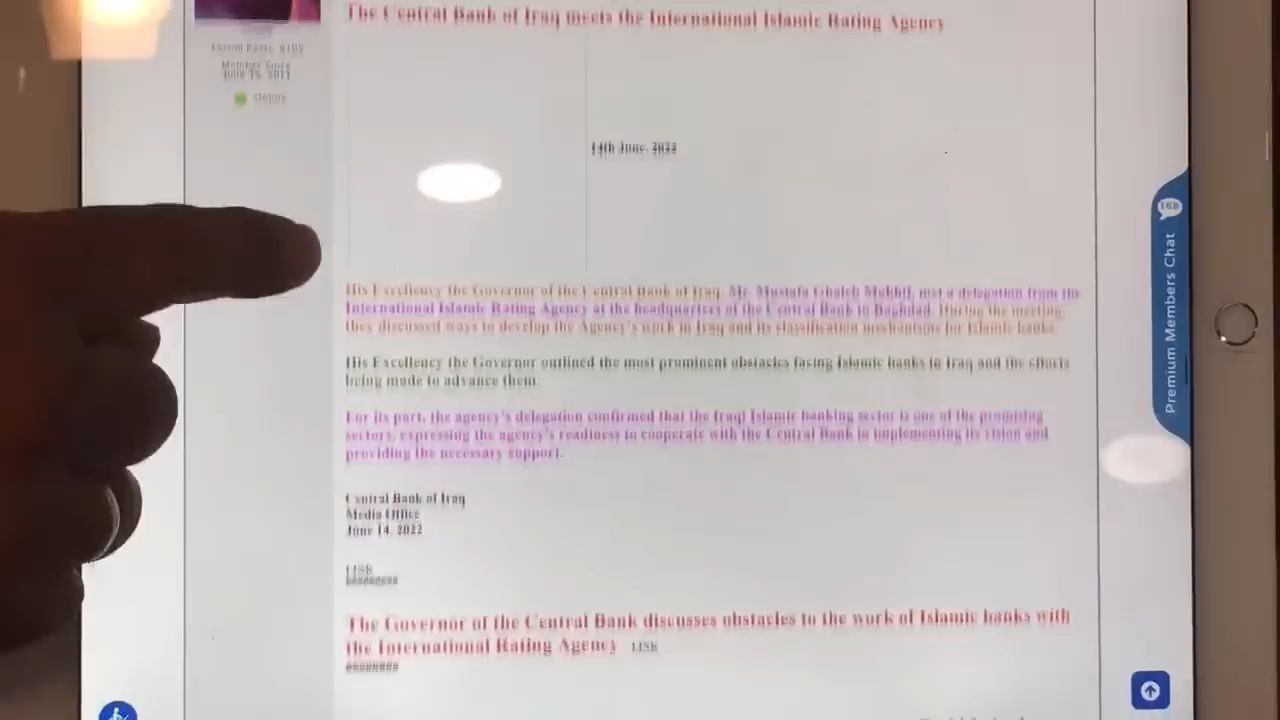 The Central Bank of Iraq meets the International Islamic Rating Agency
Forum Posts: 8105
Member Since
June 15, 2011
Online
14th June, 2022
His Excellency the Governor of the Central Bank of Iraq, Mr. Mustafa Ghaleb Mekhif, met a delegation from the
International Islamic Rating Agency at the headquarters of the Central Bank in Baghdad. During the meeting,
they discussed ways to develop the Agency's work in Iraq and its classification mechanisms for Islamic banks.
His Excellency the Governor outlined the most prominent obstacles facing Islamic banks in Iraq and the efforts
being made to advance them.
For its part, the agency's delegation confirmed that the Iraqi Islamic banking sector is one of the promising
sectors, expressing the agency's readiness to cooperate with the Central Bank in implementing its vision and
providing the necessary support.
Central Bank of Iraq
Media Office
June 14, 2022
LINK
#########
The Governor of the Central Bank discusses obstacles to the work of Islamic banks with
the International Rating Agency LINK
########
Premium Members Chat
168